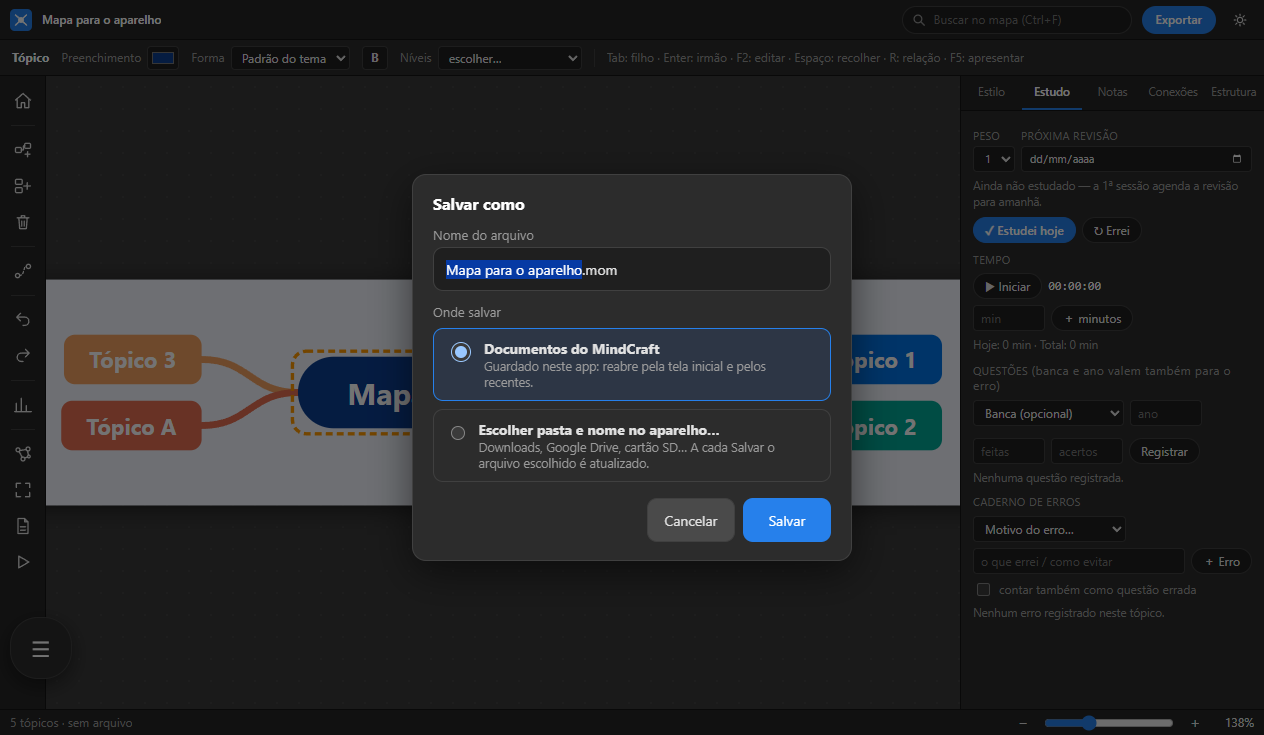 Mapa para o aparelho
Buscar no mapa (Ctrl+F)
Exportar
Tópico
Preenchimento
Forma
Padrão do tema
B
Níveis
escolher...
Tab: filho · Enter: irmão · F2: editar · Espaço: recolher · R: relação · F5: apresentar
Estilo
Estudo
Notas
Conexões
Estrutura
Tópico 3
Tópico A
Map
pico 1
pico 2
Salvar como
Nome do arquivo
Mapa para o aparelho.mom
Onde salvar
Documentos do MindCraft
Guardado neste app: reabre pela tela inicial e pelos
recentes.
Escolher pasta e nome no aparelho...
Downloads, Google Drive, cartão SD... A cada Salvar o
arquivo escolhido é atualizado.
Cancelar
Salvar
PESO
PRÓXIMA REVISÃO
1
dd/mm/aaaa
Ainda não estudado — a 1ª sessão agenda a revisão
para amanhã.
✓ Estudei hoje
↻ Errei
TEMPO
▶ Iniciar
00:00:00
min
+ minutos
Hoje: 0 min · Total: 0 min
QUESTÕES (banca e ano valem também para o
erro)
Banca (opcional)
ano
feitas
acertos
Registrar
Nenhuma questão registrada.
CADERNO DE ERROS
Motivo do erro...
o que errei / como evitar
+ Erro
contar também como questão errada
Nenhum erro registrado neste tópico.
5 tópicos · sem arquivo
−
+
138%